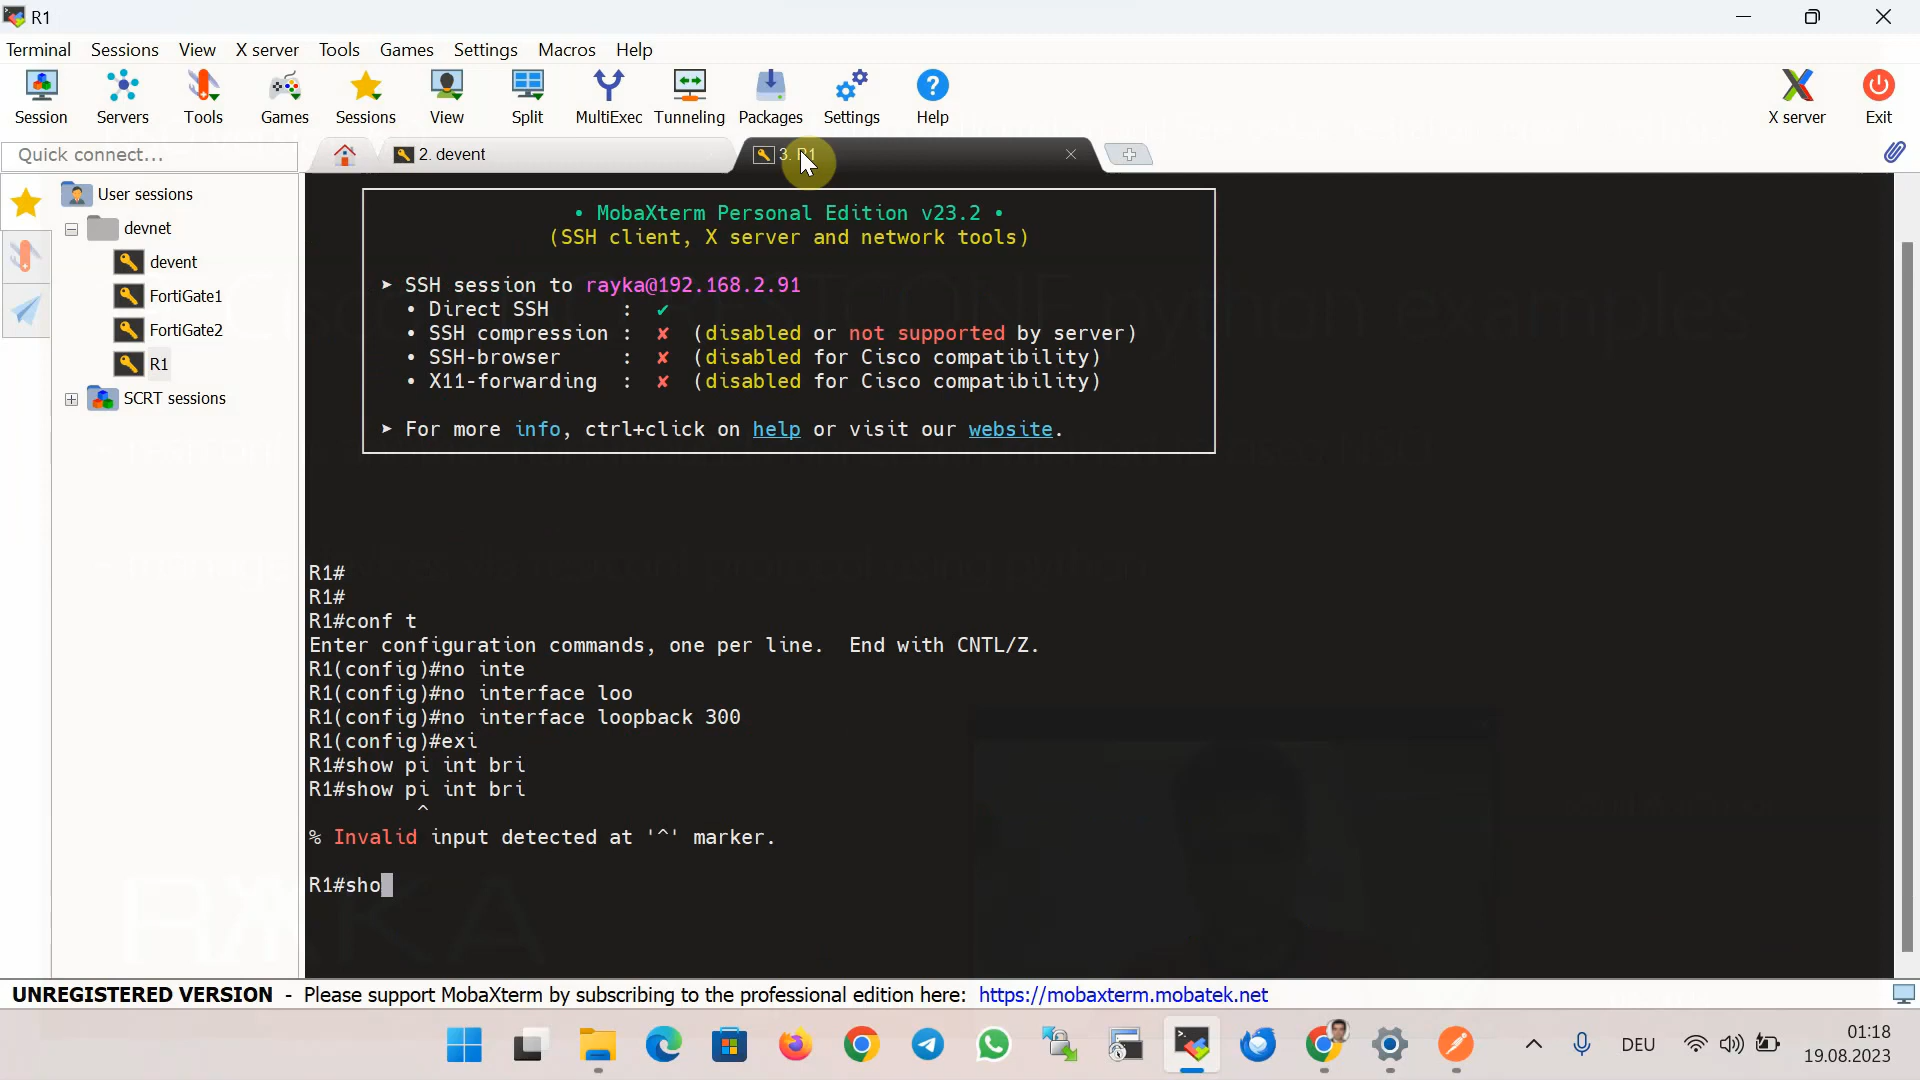 R1
Terminal Sessions View X server Tools Games Settings Macros Help
Session Servers Tools Games Sessions View Split MultiExec Tunneling Packages Settings Help X server Exit
Quick connect...
2. devent
3. R1
User sessions
devnet
devent
FortiGate1
FortiGate2
R1
SCRT sessions
• MobaXterm Personal Edition v23.2 •
(SSH client, X server and network tools)
➤ SSH session to rayka@192.168.2.91
• Direct SSH : ✔
• SSH compression : ✘ (disabled or not supported by server)
• SSH-browser : ✘ (disabled for Cisco compatibility)
• X11-forwarding : ✘ (disabled for Cisco compatibility)
➤ For more info, ctrl+click on help or visit our website.
R1#
R1#
R1#conf t
Enter configuration commands, one per line. End with CNTL/Z.
R1(config)#no inte
R1(config)#no interface loo
R1(config)#no interface loopback 300
R1(config)#exi
R1#show pi int bri
R1#show pi int bri
^
% Invalid input detected at '^' marker.
R1#sho
UNREGISTERED VERSION - Please support MobaXterm by subscribing to the professional edition here: https://mobaxterm.mobatek.net
DEU
01:18
19.08.2023